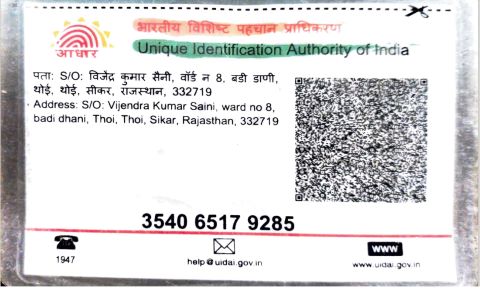 भारतीय विशिष्ट पहचान प्राधिकरण
Unique Identification Authority of India
आधार
पता: S/O: विजेंद्र कुमार सैनी, वॉर्ड न 8, बडी डाणी,
थोई, थोई, सीकर, राजस्थान, 332719
Address: S/O: Vijendra Kumar Saini, ward no 8,
badi dhani, Thoi, Thoi, Sikar, Rajasthan, 332719
3540 6517 9285
1947
help@uidai.gov.in
www
www.uidai.gov.in